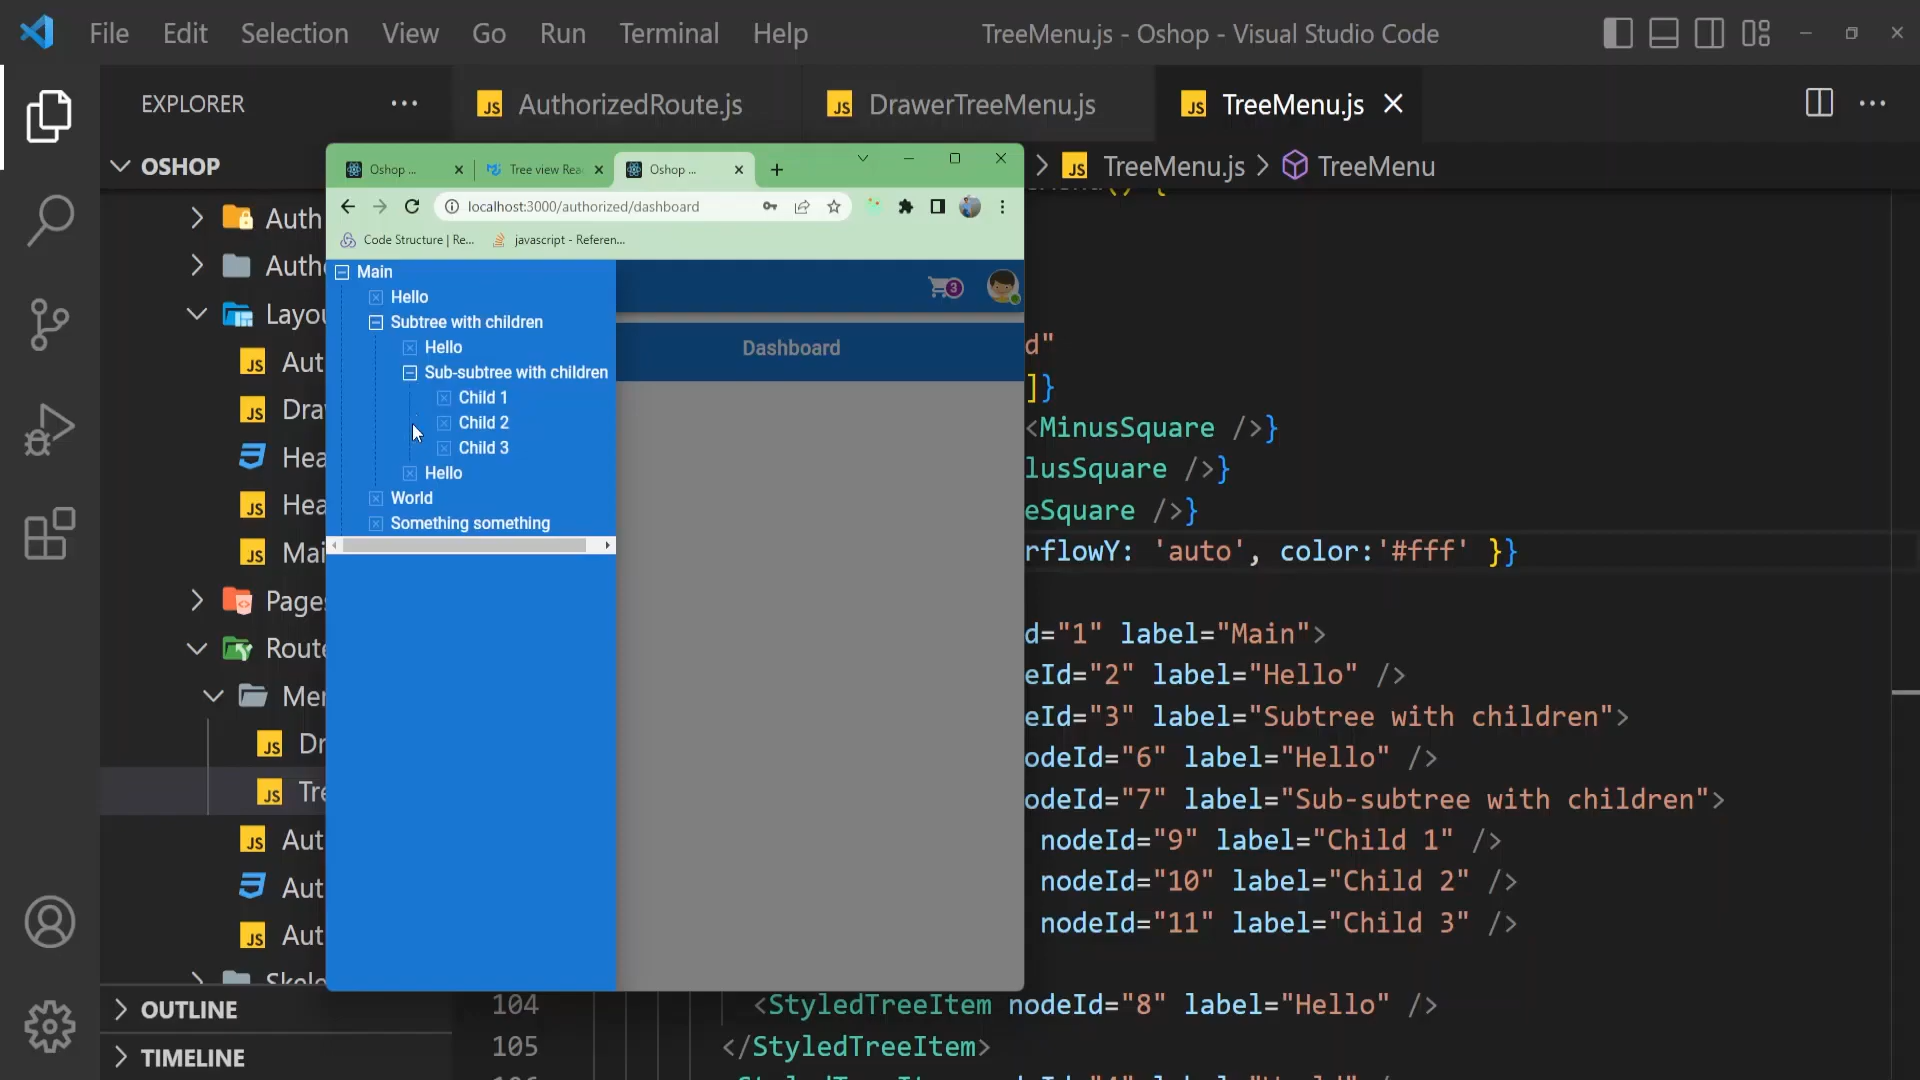 File Edit Selection View Go Run Terminal Help
TreeMenu.js - Oshop - Visual Studio Code
EXPLORER
OSHOP
Auth
Layou
Aut
Dra
Hea
Hea
Mai
Pages
Route
Mer
Dr
Tre
Aut
Aut
Aut
OUTLINE
TIMELINE
AuthorizedRoute.js
DrawerTreeMenu.js
TreeMenu.js
TreeMenu.js > TreeMenu
Oshop ...
Tree view Rea
Oshop ...
localhost:3000/authorized/dashboard
Code Structure | Re...
javascript - Referen...
Main
Hello
Subtree with children
Hello
Sub-subtree with children
Child 1
Child 2
Child 3
Hello
World
Something something
3
Dashboard
d"
]}
<MinusSquare />}
lusSquare />}
eSquare />}
rflowY: 'auto', color:'#fff' }}
d="1" label="Main">
eId="2" label="Hello" />
eId="3" label="Subtree with children">
odeId="6" label="Hello" />
odeId="7" label="Sub-subtree with children">
nodeId="9" label="Child 1" />
nodeId="10" label="Child 2" />
nodeId="11" label="Child 3" />
104 <StyledTreeItem nodeId="8" label="Hello" />
105 </StyledTreeItem>